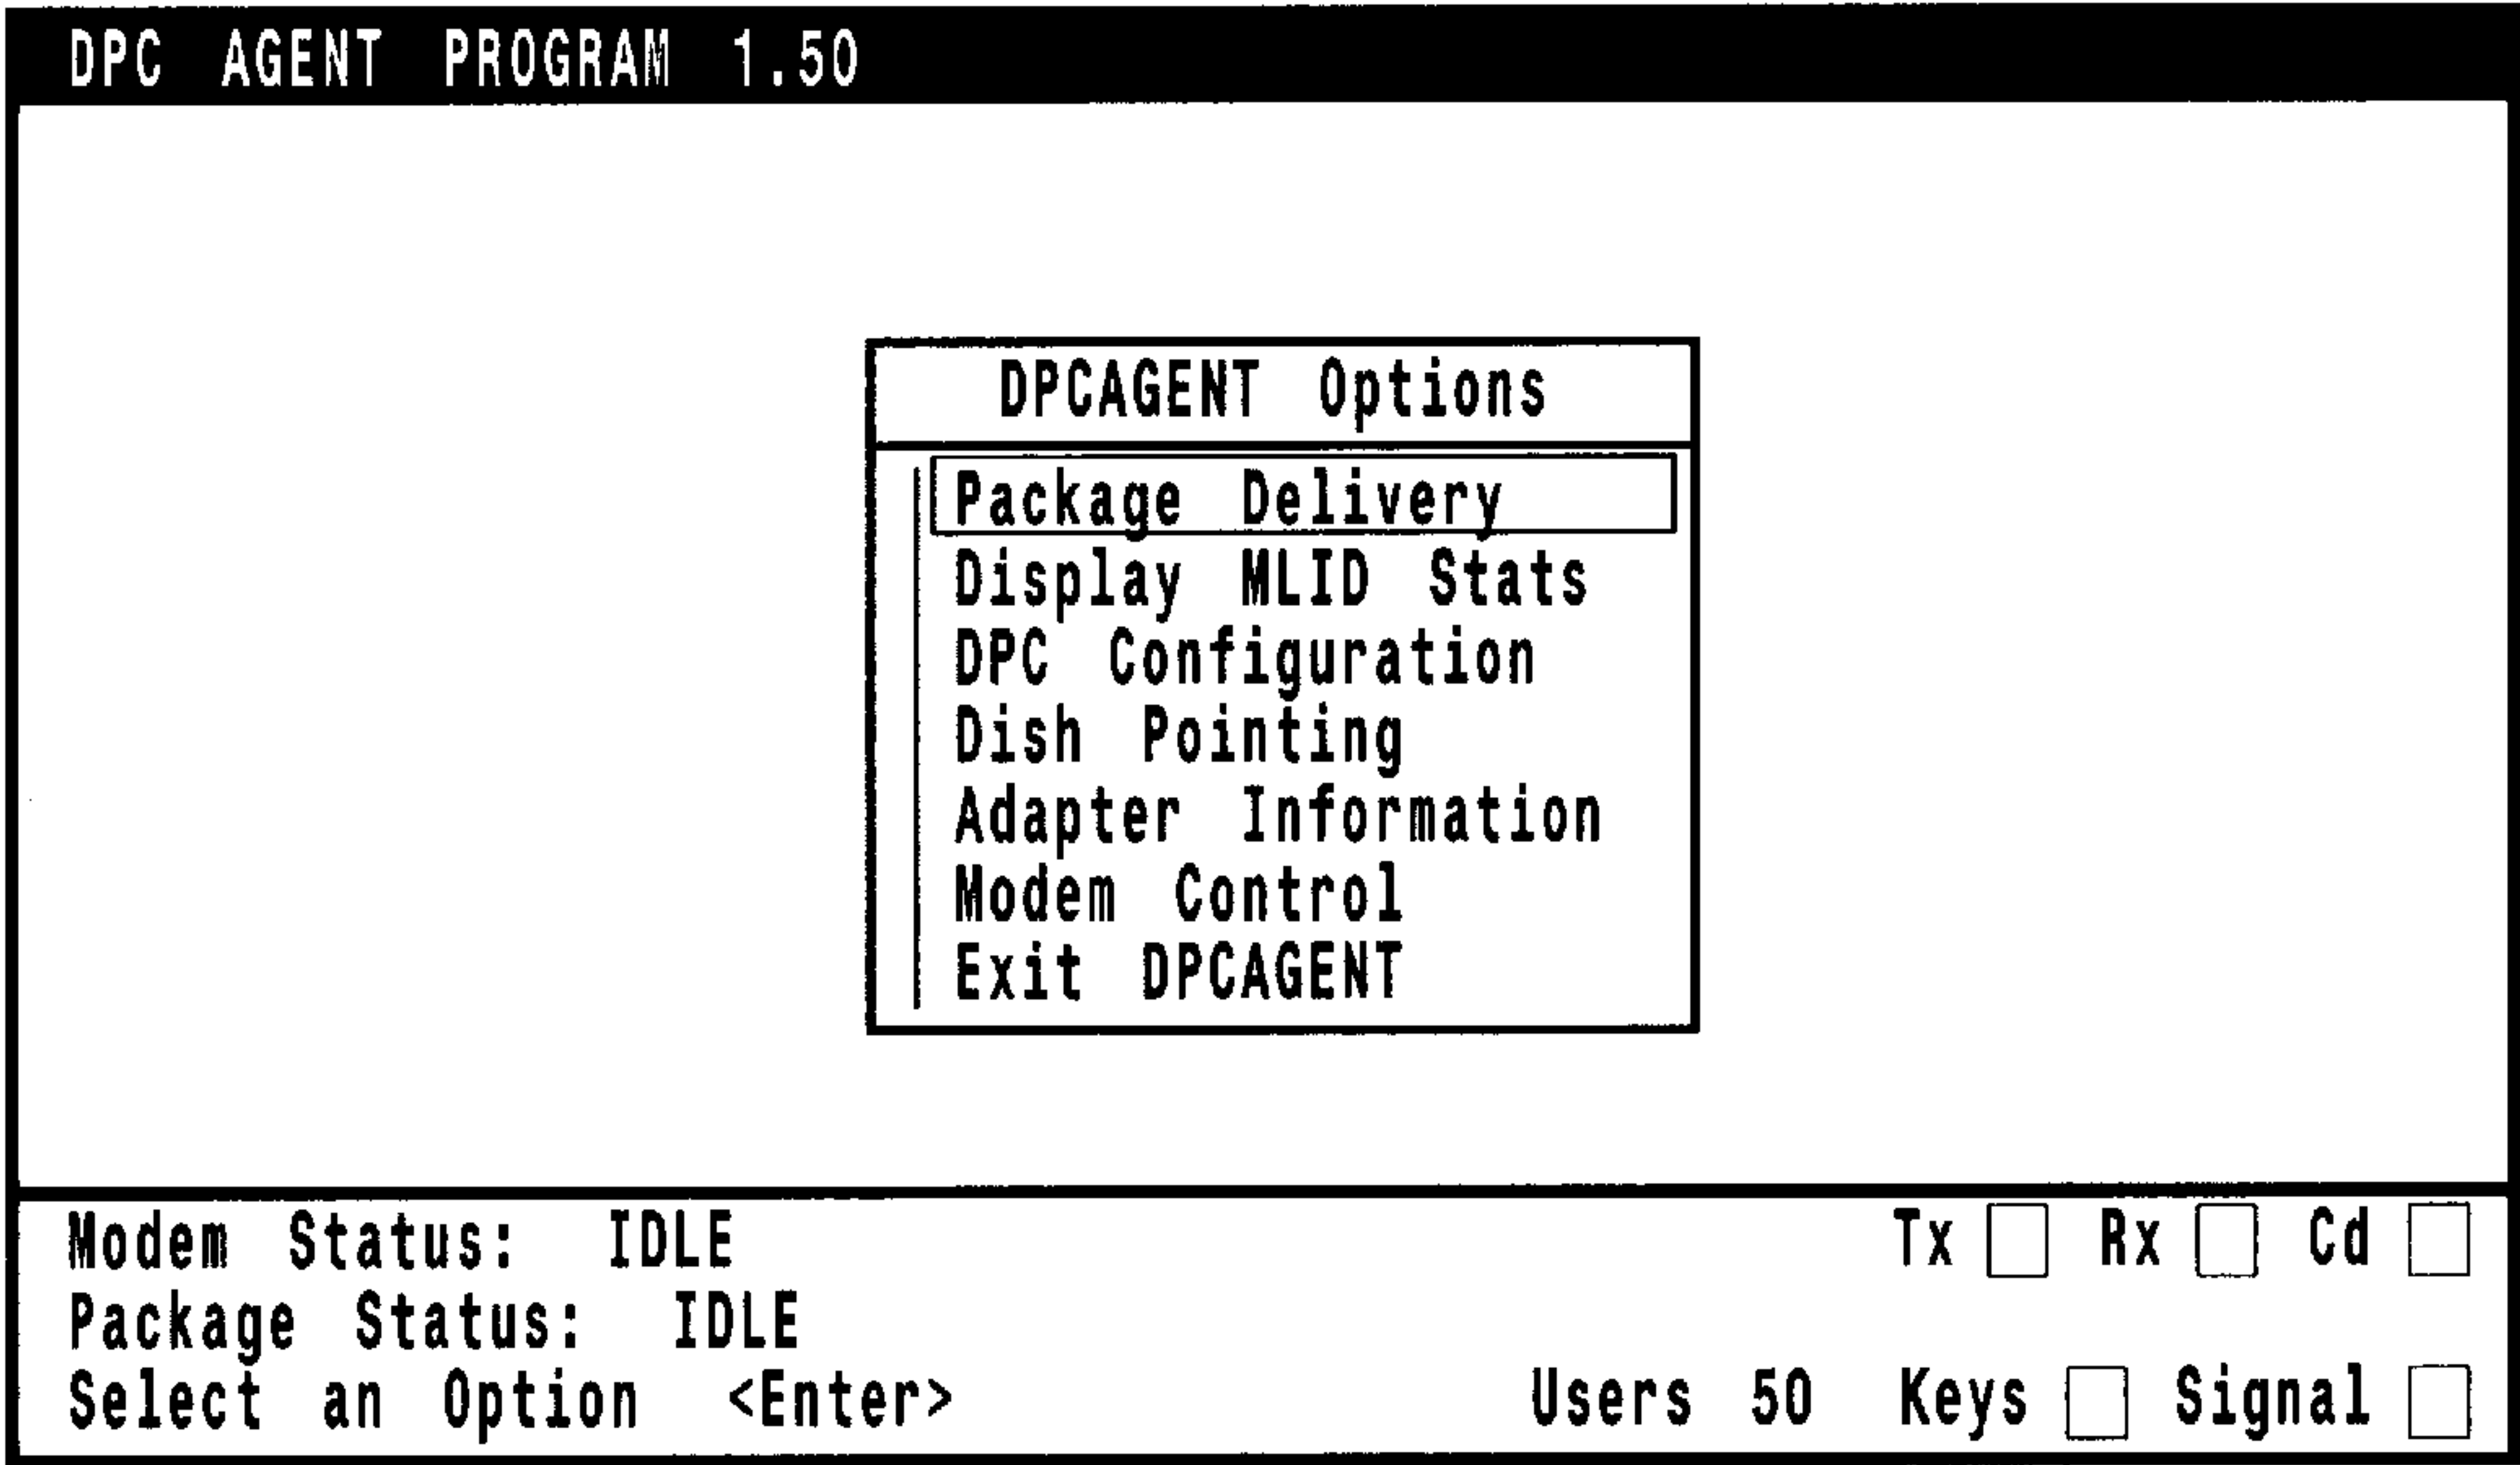 DPC AGENT PROGRAM 1.50
DPCAGENT Options
Package Delivery
Display MLID Stats
DPC Configuration
Dish Pointing
Adapter Information
Modem Control
Exit DPCAGENT
Modem Status: IDLE Tx Rx Cd
Package Status: IDLE
Select an Option <Enter> Users 50 Keys Signal